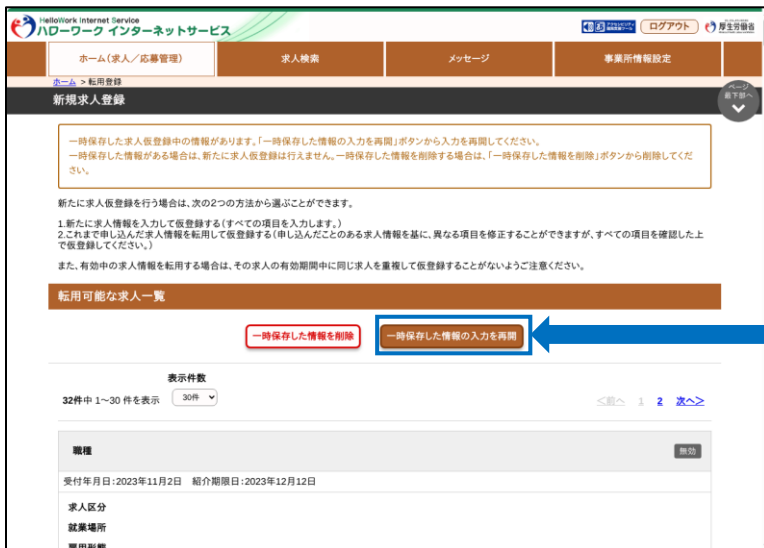 HelloWork Internet Service
ハローワーク インターネットサービス
ログアウト
厚生労働省
ホーム(求人/応募管理)
求人検索
メッセージ
事業所情報設定
ホーム > 転用登録
新規求人登録
ページ
最下部へ
一時保存した求人仮登録中の情報があります。「一時保存した情報の入力を再開」ボタンから入力を再開してください。
一時保存した情報がある場合は、新たに求人仮登録は行えません。一時保存した情報を削除する場合は、「一時保存した情報を削除」ボタンから削除してくだ
さい。
新たに求人仮登録を行う場合は、次の2つの方法から選ぶことができます。
1.新たに求人情報を入力して仮登録する(すべての項目を入力します。)
2.これまで申し込んだ求人情報を転用して仮登録する(申し込んだことのある求人情報を基に、異なる項目を修正することができますが、すべての項目を確認した上
で仮登録してください。)
また、有効中の求人情報を転用する場合は、その求人の有効期間中に同じ求人を重複して仮登録することがないようご注意ください。
転用可能な求人一覧
一時保存した情報を削除
一時保存した情報の入力を再開
表示件数
32件中 1~30 件を表示
30件
<前へ 1 2 次へ>
職種
無効
受付年月日:2023年11月2日 紹介期限日:2023年12月12日
求人区分
就業場所
雇用形態